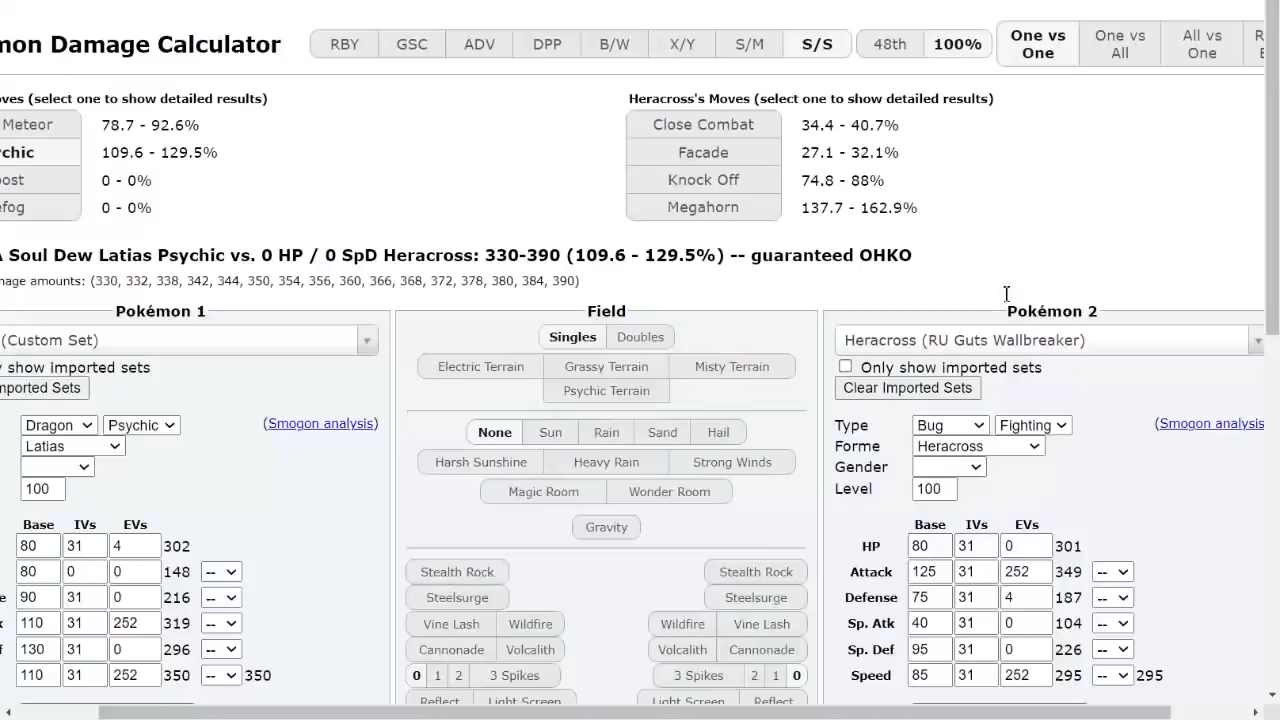 mon Damage Calculator
RBY GSC ADV DPP B/W X/Y S/M S/S
48th 100%
One vs One
One vs All
All vs One
oves (select one to show detailed results)
Meteor 78.7 - 92.6%
chic 109.6 - 129.5%
ost 0 - 0%
efog 0 - 0%
Heracross's Moves (select one to show detailed results)
Close Combat 34.4 - 40.7%
Facade 27.1 - 32.1%
Knock Off 74.8 - 88%
Megahorn 137.7 - 162.9%
A Soul Dew Latias Psychic vs. 0 HP / 0 SpD Heracross: 330-390 (109.6 - 129.5%) -- guaranteed OHKO
mage amounts: (330, 332, 338, 342, 344, 350, 354, 356, 360, 366, 368, 372, 378, 380, 384, 390)
Pokémon 1
(Custom Set)
y show imported sets
mported Sets
Dragon Psychic (Smogon analysis)
Latias
100
Base IVs EVs
80 31 4 302
80 0 0 148 --
90 31 0 216 --
110 31 252 319 --
130 31 0 296 --
110 31 252 350 -- 350
Field
Singles Doubles
Electric Terrain Grassy Terrain Misty Terrain
Psychic Terrain
None Sun Rain Sand Hail
Harsh Sunshine Heavy Rain Strong Winds
Magic Room Wonder Room
Gravity
Stealth Rock Stealth Rock
Steelsurge Steelsurge
Vine Lash Wildfire Wildfire Vine Lash
Cannonade Volcalith Volcalith Cannonade
0 1 2 3 Spikes 3 Spikes 2 1 0
Reflect Light Screen Light Screen Reflect
Pokémon 2
Heracross (RU Guts Wallbreaker)
Only show imported sets
Clear Imported Sets
Type Bug Fighting (Smogon analysis)
Forme Heracross
Gender
Level 100
Base IVs EVs
HP 80 31 0 301
Attack 125 31 252 349 --
Defense 75 31 4 187 --
Sp. Atk 40 31 0 104 --
Sp. Def 95 31 0 226 --
Speed 85 31 252 295 -- 295